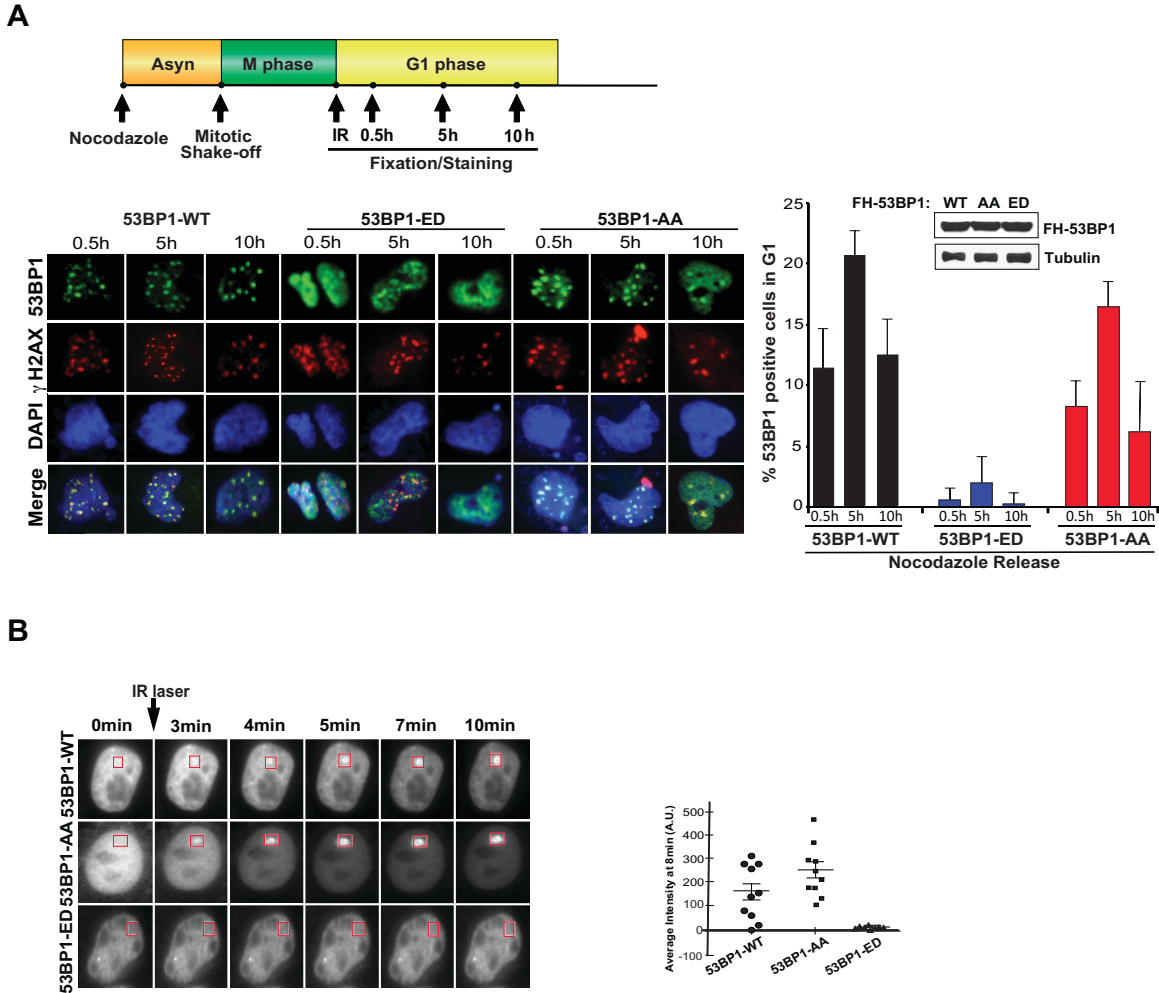 A
Asyn M phase G1 phase
Nocodazole Mitotic Shake-off IR 0.5h 5h 10h
Fixation/Staining
53BP1-WT 53BP1-ED 53BP1-AA
0.5h 5h 10h 0.5h 5h 10h 0.5h 5h 10h
53BP1
γ H2AX
DAPI
Merge
% 53BP1 positive cells in G1
25
20
15
10
5
0
FH-53BP1: WT AA ED
FH-53BP1
Tubulin
0.5h 5h 10h 0.5h 5h 10h 0.5h 5h 10h
53BP1-WT 53BP1-ED 53BP1-AA
Nocodazole Release
B
IR laser
0min 3min 4min 5min 7min 10min
53BP1-WT
53BP1-AA
53BP1-ED
Average Intensity at 8min (A.U.)
500
400
300
200
100
0
-100
53BP1-WT 53BP1-AA 53BP1-ED